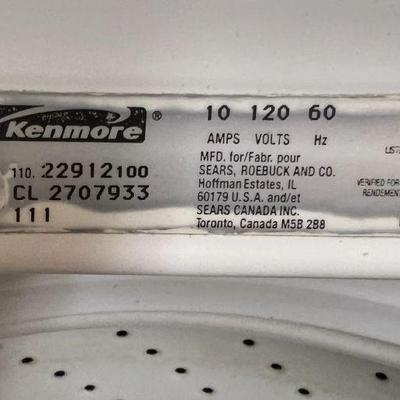 Kenmore®
10 120 60
AMPS VOLTS Hz
110. 22912100
CL 2707933
111
MFD. for/Fabr. pour
SEARS, ROEBUCK AND CO.
Hoffman Estates, IL
60179 U.S.A. and/et
SEARS CANADA INC.
Toronto, Canada M5B 2B8
VERIFIED FOR
RENDEMENT